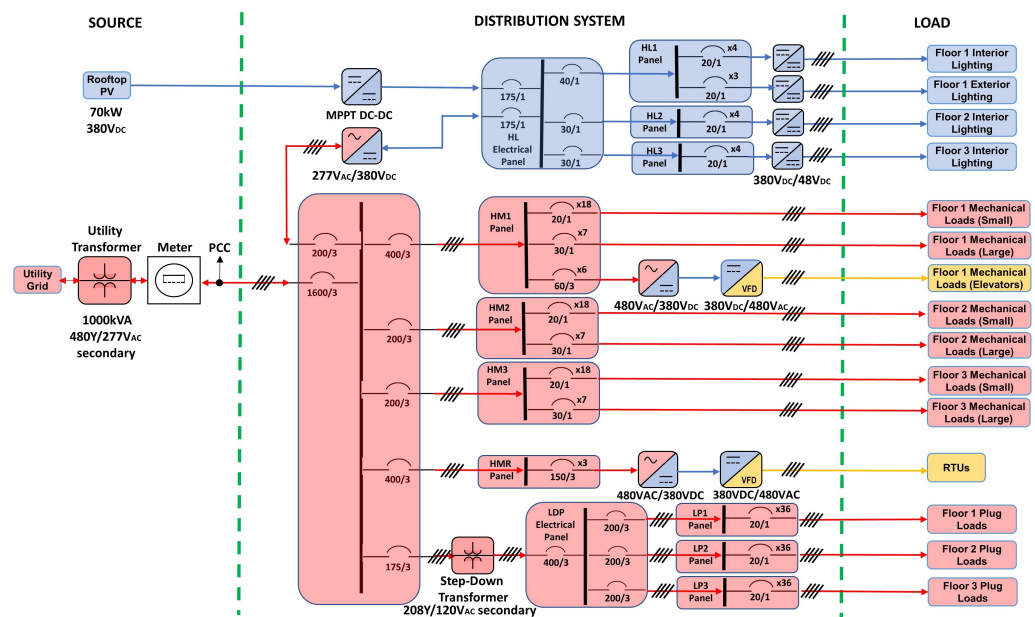 SOURCE
DISTRIBUTION SYSTEM
LOAD
Rooftop
PV
70kW
380VDC
MPPT DC-DC
277VAC/380VDC
175/1
175/1
HL
Electrical
Panel
40/1
30/1
30/1
HL1
Panel
x4
20/1
x3
20/1
HL2
Panel
x4
20/1
HL3
Panel
x4
20/1
380VDC/48VDC
Floor 1 Interior
Lighting
Floor 1 Exterior
Lighting
Floor 2 Interior
Lighting
Floor 3 Interior
Lighting
Utility
Grid
Utility
Transformer
1000kVA
480Y/277VAC
secondary
Meter
PCC
200/3
1600/3
400/3
200/3
200/3
400/3
175/3
HM1
Panel
x18
20/1
x7
30/1
x6
60/3
480VAC/380VDC
VFD
380VDC/480VAC
Floor 1 Mechanical
Loads (Small)
Floor 1 Mechanical
Loads (Large)
Floor 1 Mechanical
Loads (Elevators)
HM2
Panel
x18
20/1
x7
30/1
Floor 2 Mechanical
Loads (Small)
Floor 2 Mechanical
Loads (Large)
HM3
Panel
x18
20/1
x7
30/1
Floor 3 Mechanical
Loads (Small)
Floor 3 Mechanical
Loads (Large)
HMR
Panel
x3
150/3
480VAC/380VDC
VFD
380VDC/480VAC
RTUs
Step-Down
Transformer
208Y/120VAC secondary
LDP
Electrical
Panel
400/3
200/3
200/3
200/3
LP1
Panel
x36
20/1
LP2
Panel
x36
20/1
LP3
Panel
x36
20/1
Floor 1 Plug
Loads
Floor 2 Plug
Loads
Floor 3 Plug
Loads